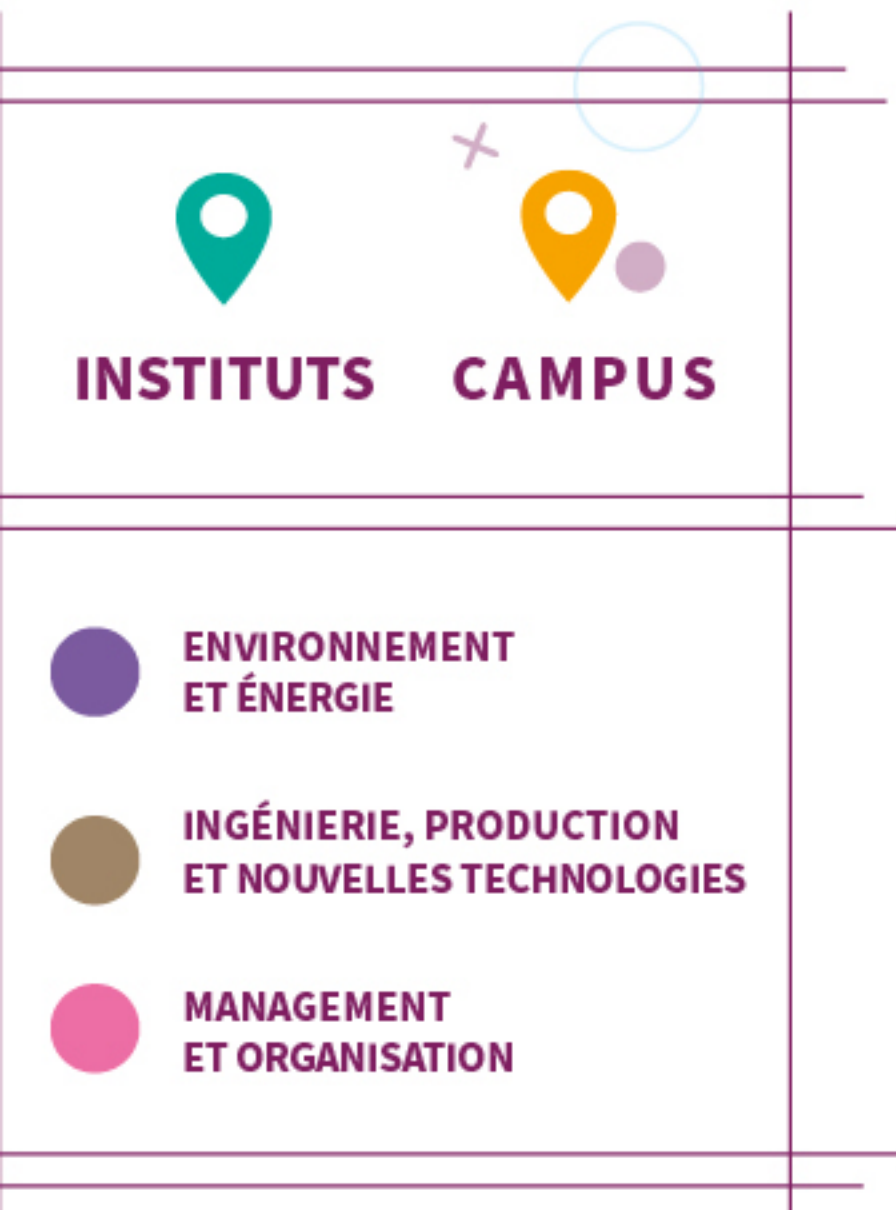 INSTITUTS CAMPUS
ENVIRONNEMENT
ET ÉNERGIE
INGÉNIERIE, PRODUCTION
ET NOUVELLES TECHNOLOGIES
MANAGEMENT
ET ORGANISATION